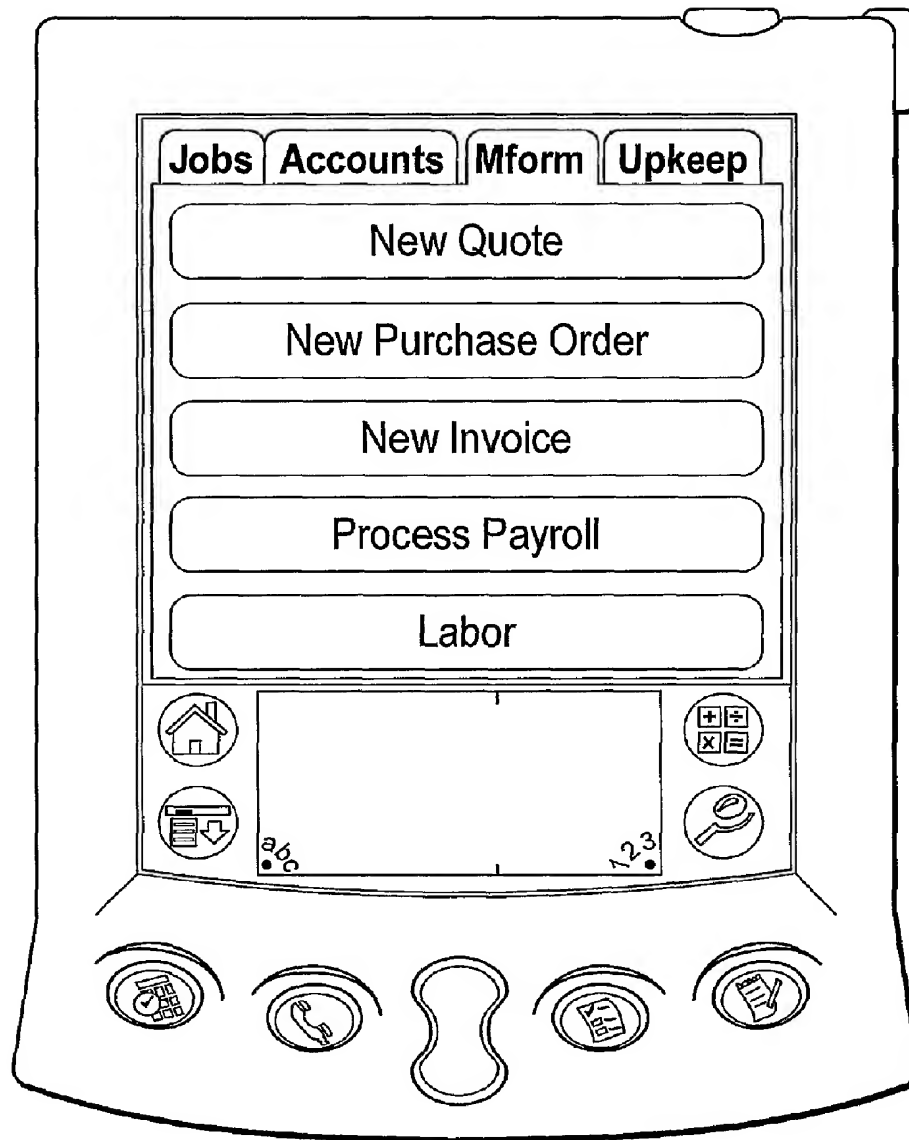 Jobs Accounts Mform Upkeep
New Quote
New Purchase Order
New Invoice
Process Payroll
Labor
+ ÷
x =
abc 123